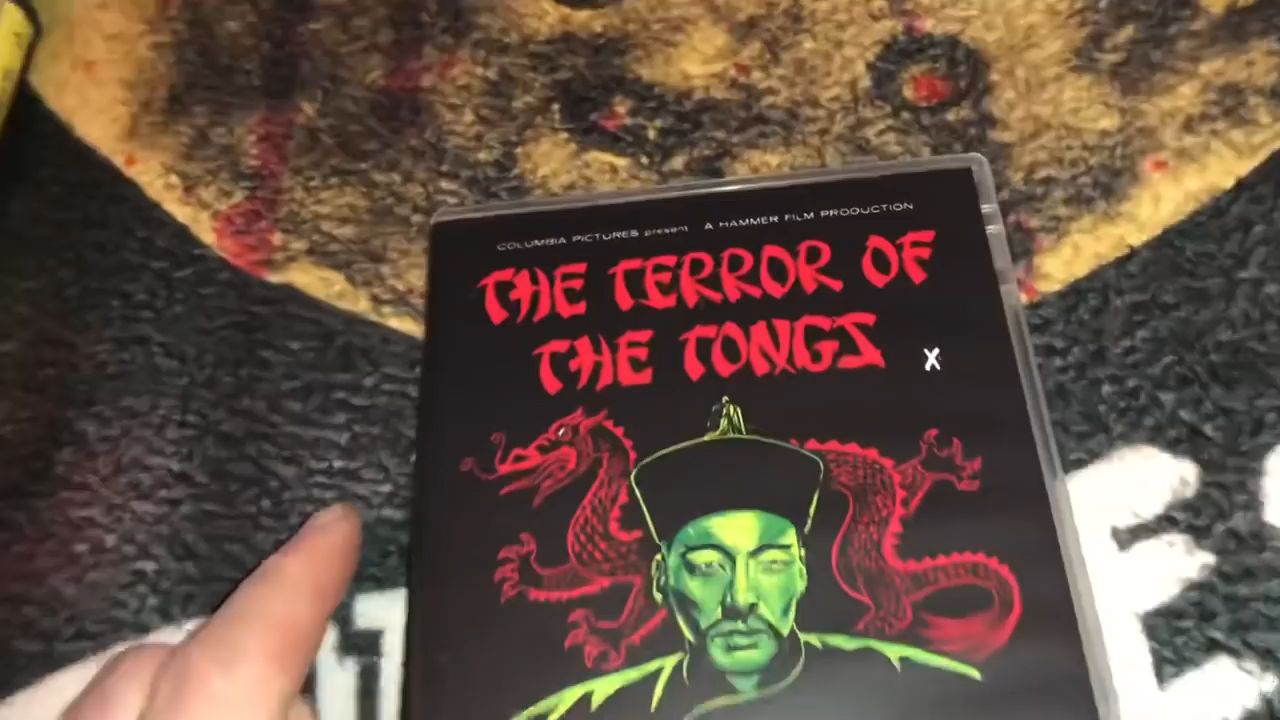 COLUMBIA PICTURES present A HAMMER FILM PRODUCTION
THE TERROR OF
THE TONGS X